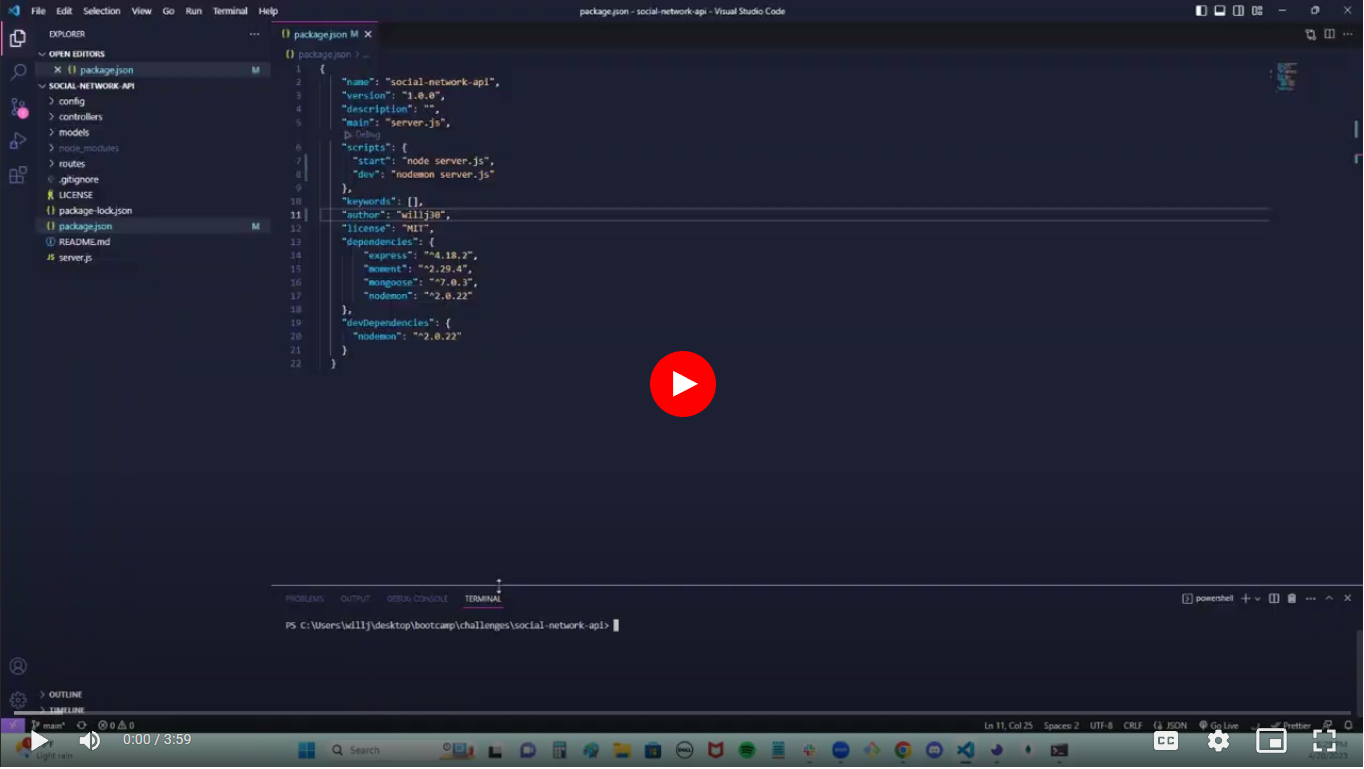 File Edit Selection View Go Run Terminal Help package.json - social-network-api - Visual Studio Code
EXPLORER
OPEN EDITORS
package.json M
SOCIAL-NETWORK-API
config
controllers
models
node_modules
routes
.gitignore
LICENSE
package-lock.json
package.json M
README.md
server.js
package.json M
package.json > ...
1 {
2 "name": "social-network-api",
3 "version": "1.0.0",
4 "description": "",
5 "main": "server.js",
Debug
6 "scripts": {
7 "start": "node server.js",
8 "dev": "nodemon server.js"
9 },
10 "keywords": [],
11 "author": "willj30",
12 "license": "MIT",
13 "dependencies": {
14 "express": "^4.18.2",
15 "moment": "^2.29.4",
16 "mongoose": "^7.0.3",
17 "nodemon": "^2.0.22"
18 },
19 "devDependencies": {
20 "nodemon": "^2.0.22"
21 }
22 }
PROBLEMS OUTPUT DEBUG CONSOLE TERMINAL powershell
PS C:\Users\willj\desktop\bootcamp\challenges\social-network-api>
OUTLINE
TIMELINE
main* 0 0 Ln 11, Col 25 Spaces: 2 UTF-8 CRLF {} JSON Go Live Prettier
0:00 / 3:59
Light rain
Search
DELL
CC